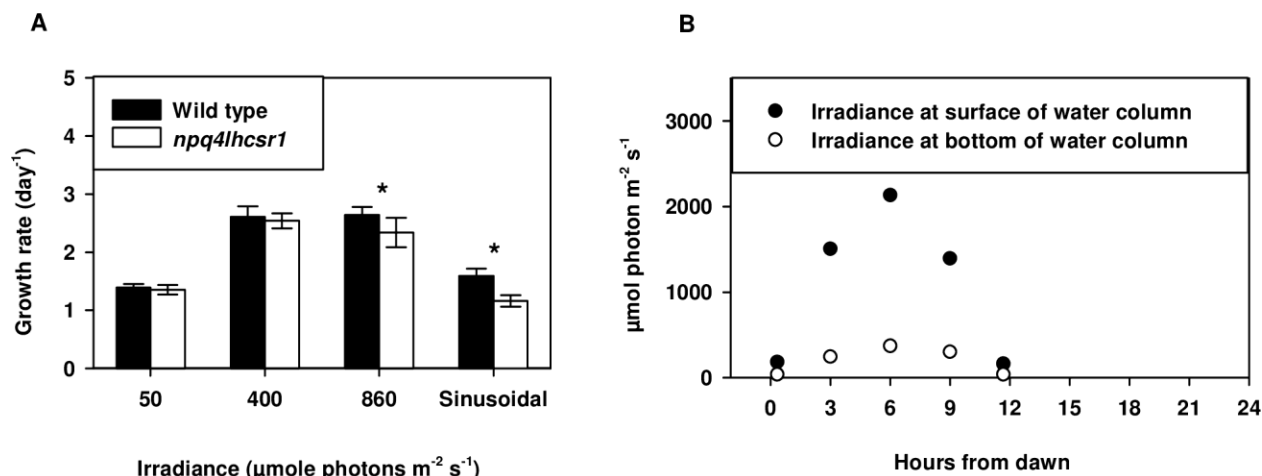 A
Growth rate (day⁻¹)
5
4
3
2
1
0
Wild type
npq4lhcsr1
*
*
50 400 860 Sinusoidal
Irradiance (µmole photons m⁻² s⁻¹)
B
µmol photon m⁻² s⁻¹
3000
2000
1000
0
Irradiance at surface of water column
Irradiance at bottom of water column
0 3 6 9 12 15 18 21 24
Hours from dawn